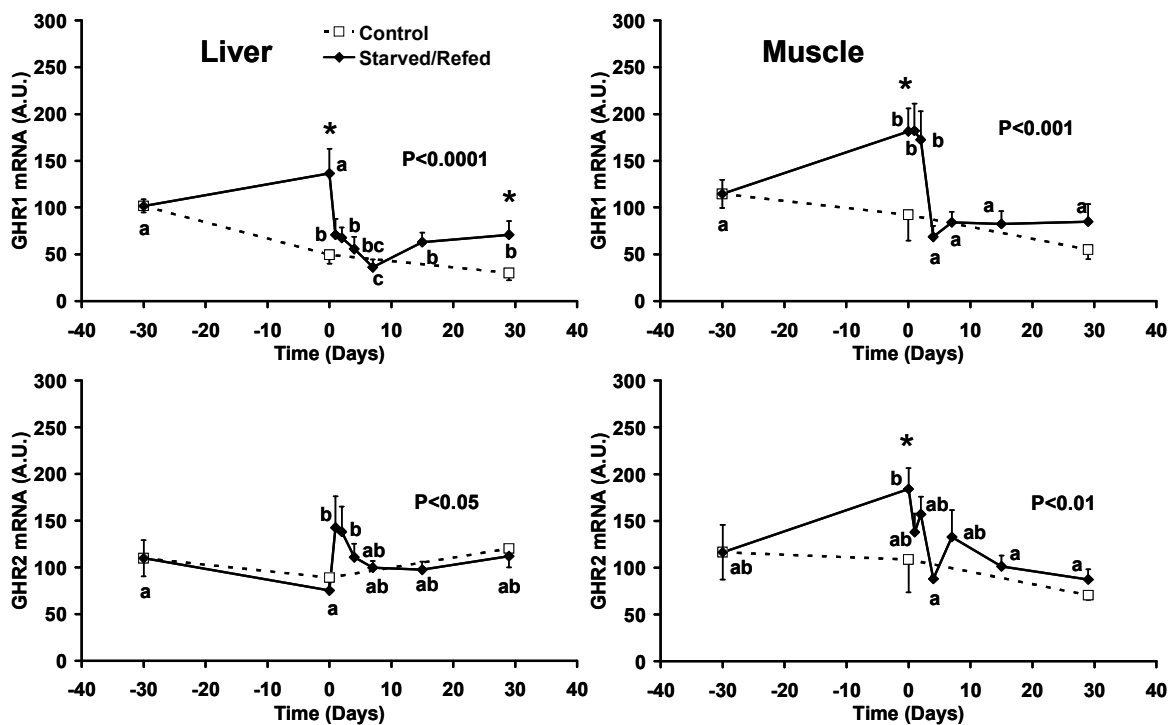 Liver
Control
Starved/Refed
GHR1 mRNA (A.U.)
300
250
200
150
100
50
0
*
*
P<0.0001
a
a
b
b
bc
c
b
b
-40 -30 -20 -10 0 10 20 30 40
Time (Days)
Muscle
GHR1 mRNA (A.U.)
300
250
200
150
100
50
0
*
P<0.001
a
b
b
b
a
a
a
a
-40 -30 -20 -10 0 10 20 30 40
Time (Days)
GHR2 mRNA (A.U.)
300
250
200
150
100
50
0
P<0.05
a
a
b
b
ab
ab
ab
ab
-40 -30 -20 -10 0 10 20 30 40
Time (Days)
GHR2 mRNA (A.U.)
300
250
200
150
100
50
0
*
P<0.01
ab
b
ab
ab
a
ab
a
a
-40 -30 -20 -10 0 10 20 30 40
Time (Days)